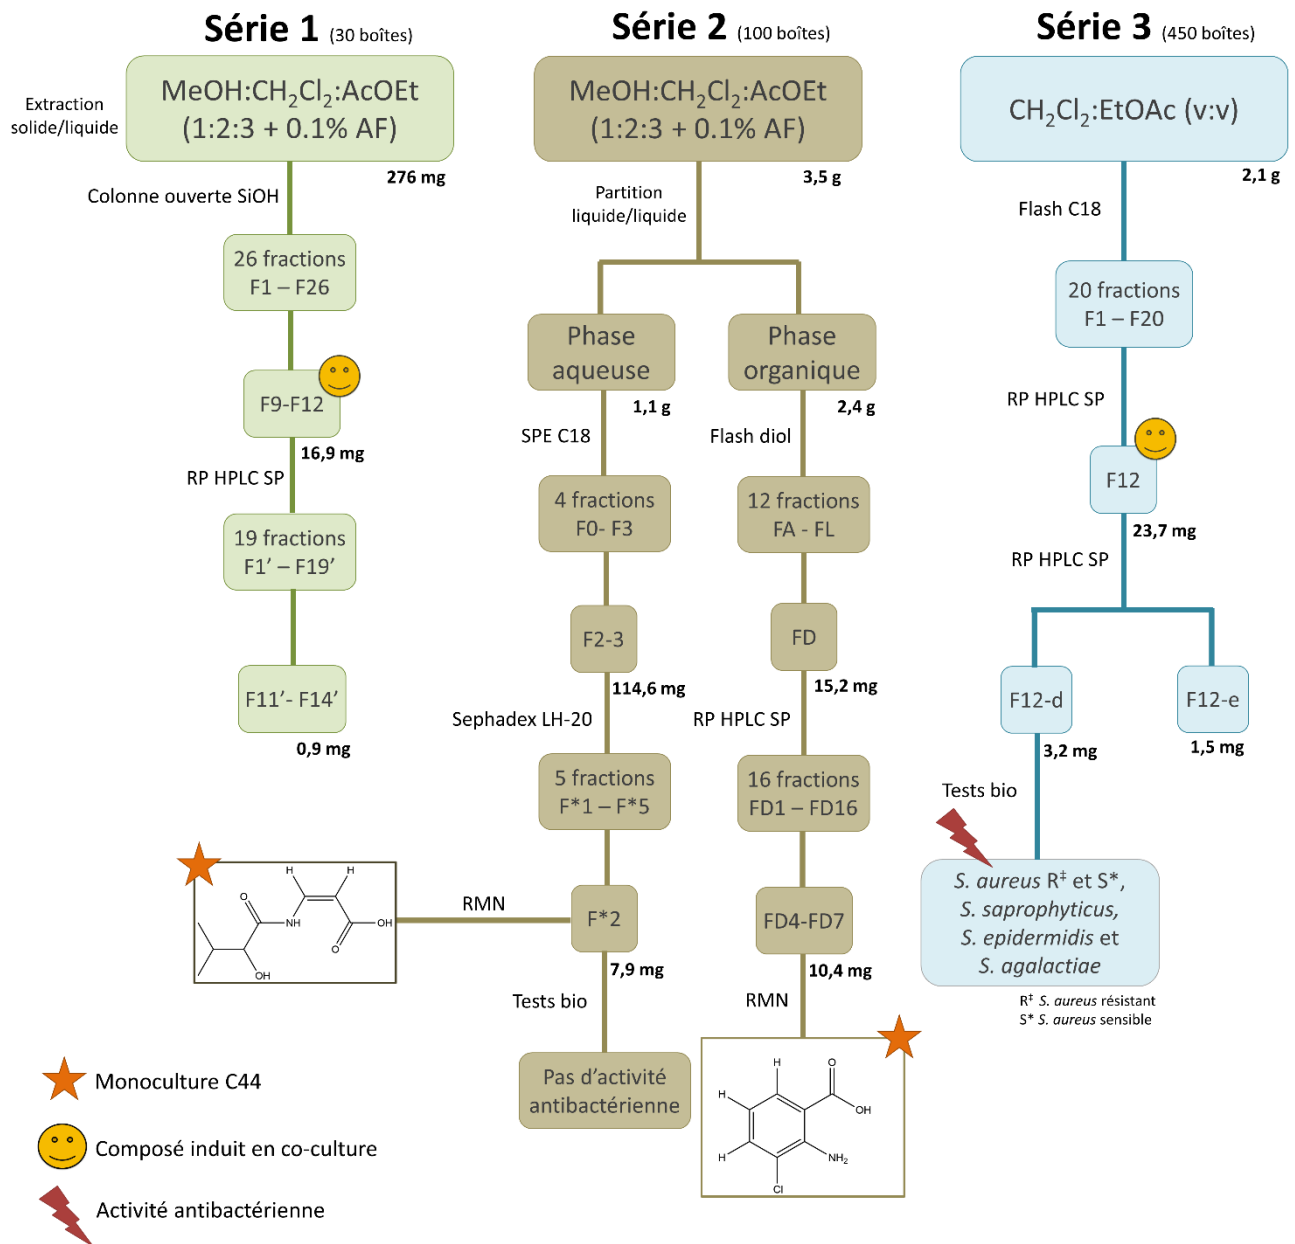 Série 1 (30 boîtes)
Extraction
solide/liquide
MeOH:CH₂Cl₂:AcOEt
(1:2:3 + 0.1% AF)
276 mg
Colonne ouverte SiOH
26 fractions
F1 – F26
F9-F12
16,9 mg
RP HPLC SP
19 fractions
F1’ – F19’
F11’- F14’
0,9 mg
Série 2 (100 boîtes)
MeOH:CH₂Cl₂:AcOEt
(1:2:3 + 0.1% AF)
3,5 g
Partition
liquide/liquide
Phase
aqueuse
1,1 g
SPE C18
4 fractions
F0- F3
F2-3
114,6 mg
Sephadex LH-20
5 fractions
F*1 – F*5
F*2
7,9 mg
RMN
H
H
O
NH
OH
O
OH
Tests bio
Pas d’activité
antibactérienne
Phase
organique
2,4 g
Flash diol
12 fractions
FA - FL
FD
15,2 mg
RP HPLC SP
16 fractions
FD1 – FD16
FD4-FD7
10,4 mg
RMN
H
O
H
OH
H
NH₂
Cl
Série 3 (450 boîtes)
CH₂Cl₂:EtOAc (v:v)
2,1 g
Flash C18
20 fractions
F1 – F20
RP HPLC SP
F12
23,7 mg
RP HPLC SP
F12-d
3,2 mg
F12-e
1,5 mg
Tests bio
S. aureus R‡ et S*,
S. saprophyticus,
S. epidermidis et
S. agalactiae
R‡ S. aureus résistant
S* S. aureus sensible
Monoculture C44
Composé induit en co-culture
Activité antibactérienne